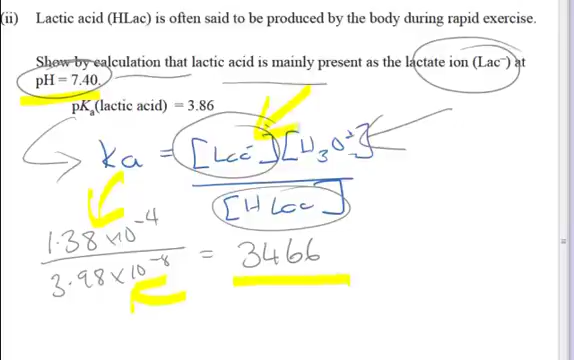 (ii) Lactic acid (HLac) is often said to be produced by the body during rapid exercise.
Show by calculation that lactic acid is mainly present as the lactate ion (Lac⁻) at
pH = 7.40.
pKₐ(lactic acid) = 3.86
Ka = [Lac⁻][H₃O⁺]
[HLac]
1.38 x10⁻⁴
3.98 x10⁻⁸ = 3466